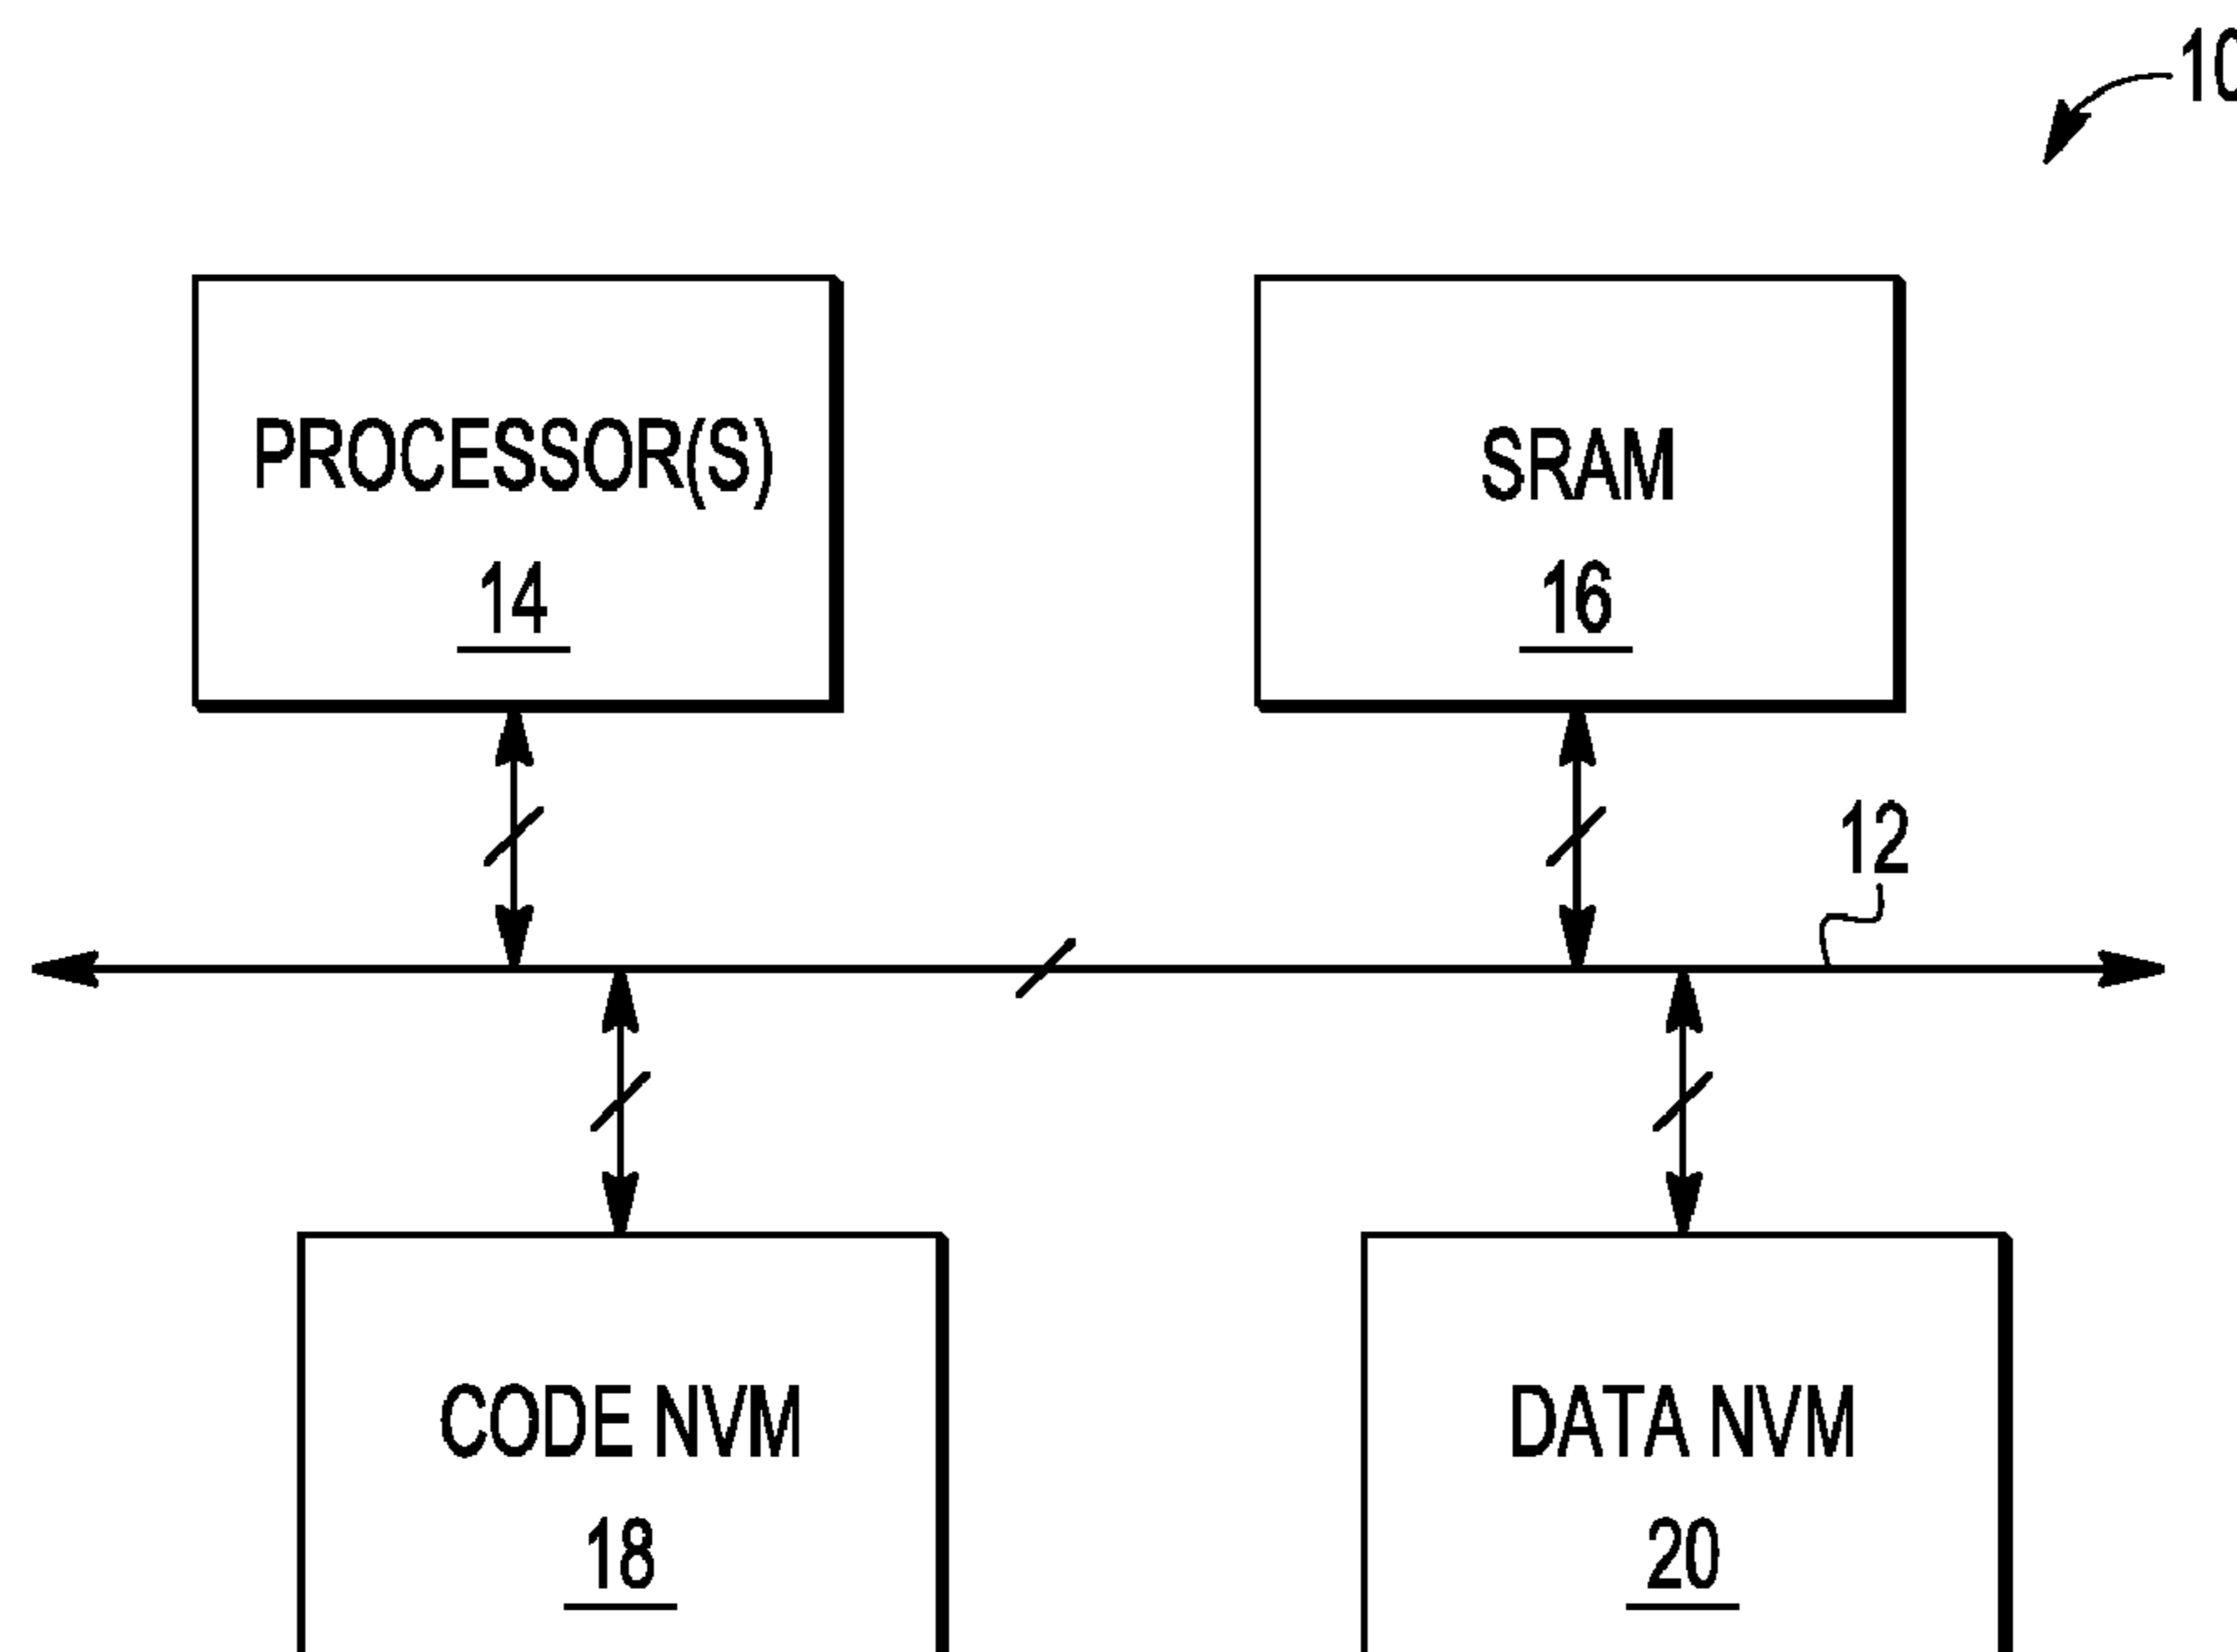 10
PROCESSOR(S)
14
SRAM
16
12
CODE NVM
18
DATA NVM
20